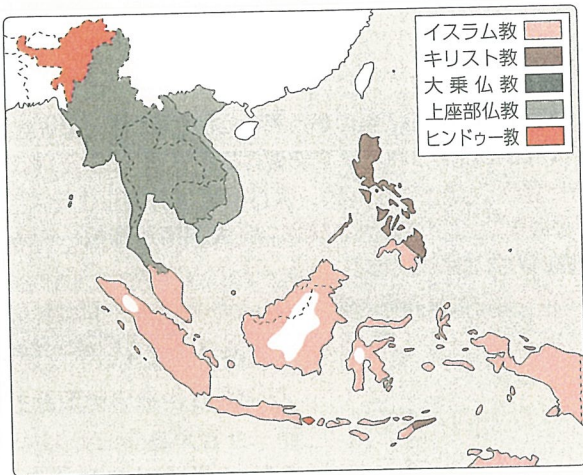 イスラム教
キリスト教
大乗仏教
上座部仏教
ヒンドゥー教